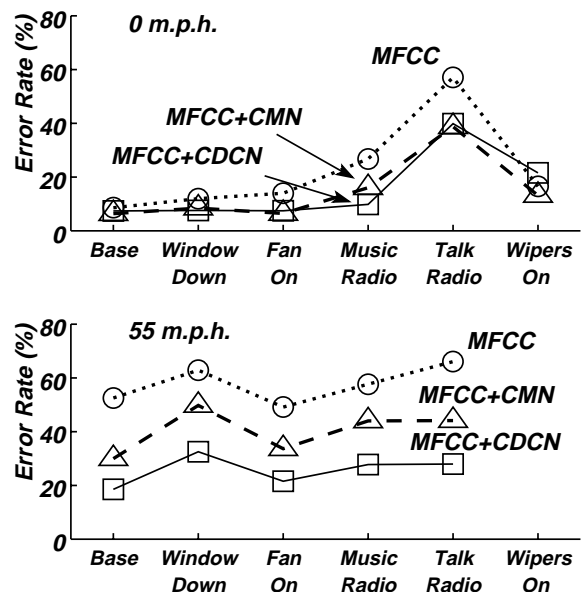 80
0 m.p.h.
MFCC
60
MFCC+CMN
40
MFCC+CDCN
20
0
Error Rate (%)
Base Window Fan Music Talk Wipers
Down On Radio Radio On
80
55 m.p.h.
MFCC
60
MFCC+CMN
40
MFCC+CDCN
20
0
Error Rate (%)
Base Window Fan Music Talk Wipers
Down On Radio Radio On